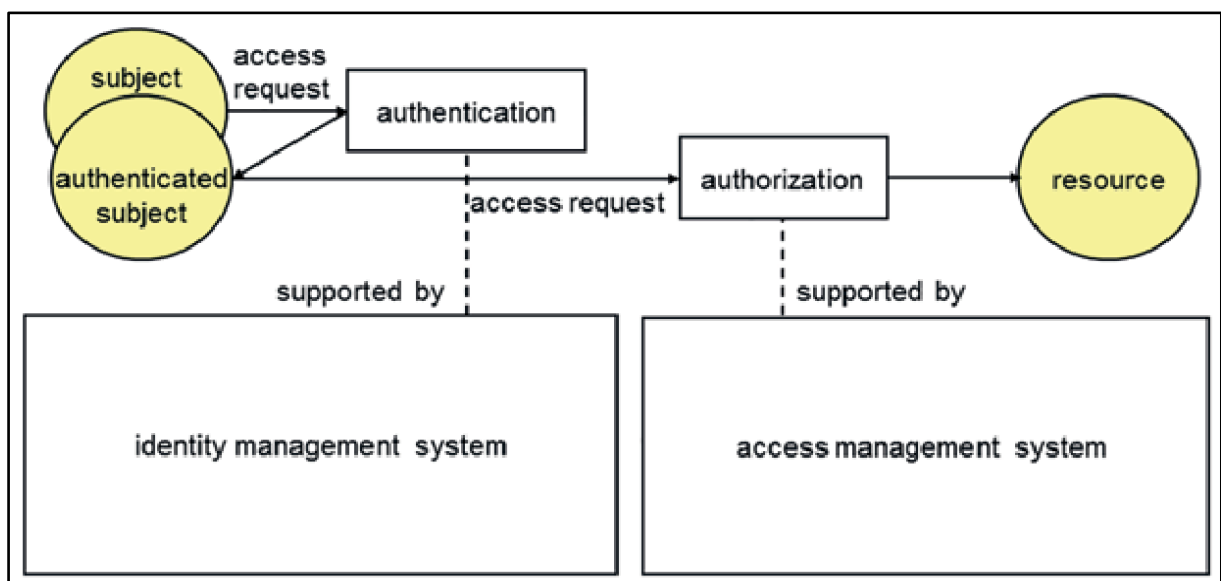 subject
access
request
authentication
authenticated
subject
access request
authorization
resource
supported by
supported by
identity management system
access management system